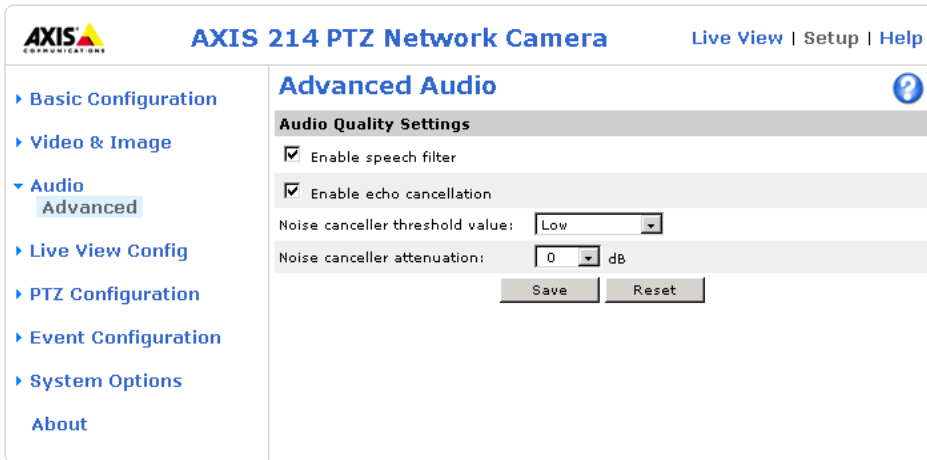 AXIS COMMUNICATIONS
AXIS 214 PTZ Network Camera
Live View | Setup | Help
Basic Configuration
Video & Image
Audio
Advanced
Live View Config
PTZ Configuration
Event Configuration
System Options
About
Advanced Audio
?
Audio Quality Settings
Enable speech filter
Enable echo cancellation
Noise canceller threshold value: Low
Noise canceller attenuation: 0 dB
Save Reset